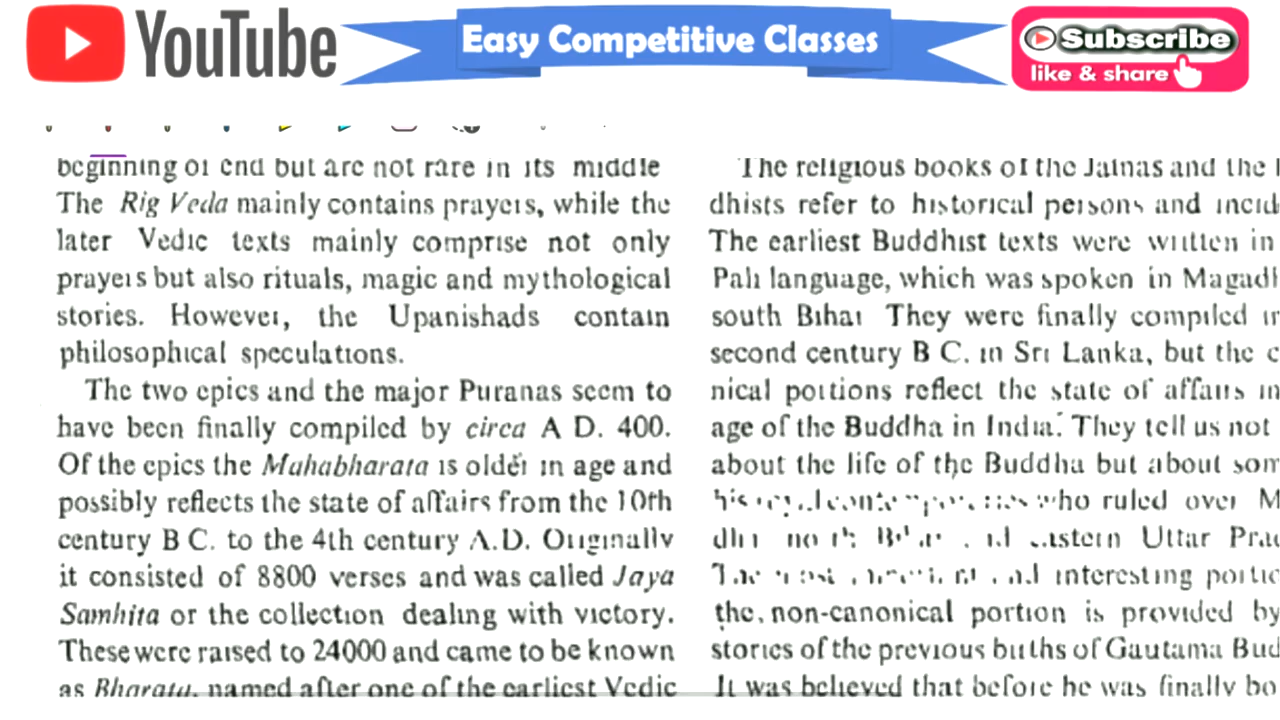 YouTube
Easy Competitive Classes
Subscribe
like & share
beginning of end but are not rare in its middle
The Rig Veda mainly contains prayers, while the
later Vedic texts mainly comprise not only
prayers but also rituals, magic and mythological
stories. However, the Upanishads contain
philosophical speculations.
The two epics and the major Puranas seem to
have been finally compiled by circa A D. 400.
Of the epics the Mahabharata is older in age and
possibly reflects the state of affairs from the 10th
century B C. to the 4th century A.D. Originally
it consisted of 8800 verses and was called Jaya
Samhita or the collection dealing with victory.
These were raised to 24000 and came to be known
as Bharata, named after one of the earliest Vedic
The religious books of the Jainas and the
dhists refer to historical persons and incid
The earliest Buddhist texts were written in
Pali language, which was spoken in Magadh
south Bihar They were finally compiled in
second century B C. in Sri Lanka, but the c
nical portions reflect the state of affairs in
age of the Buddha in India. They tell us not
about the life of the Buddha but about som
who ruled over M
eastern Uttar Prad
interesting portio
the non-canonical portion is provided by
stories of the previous births of Gautama Bud
It was believed that before he was finally bo